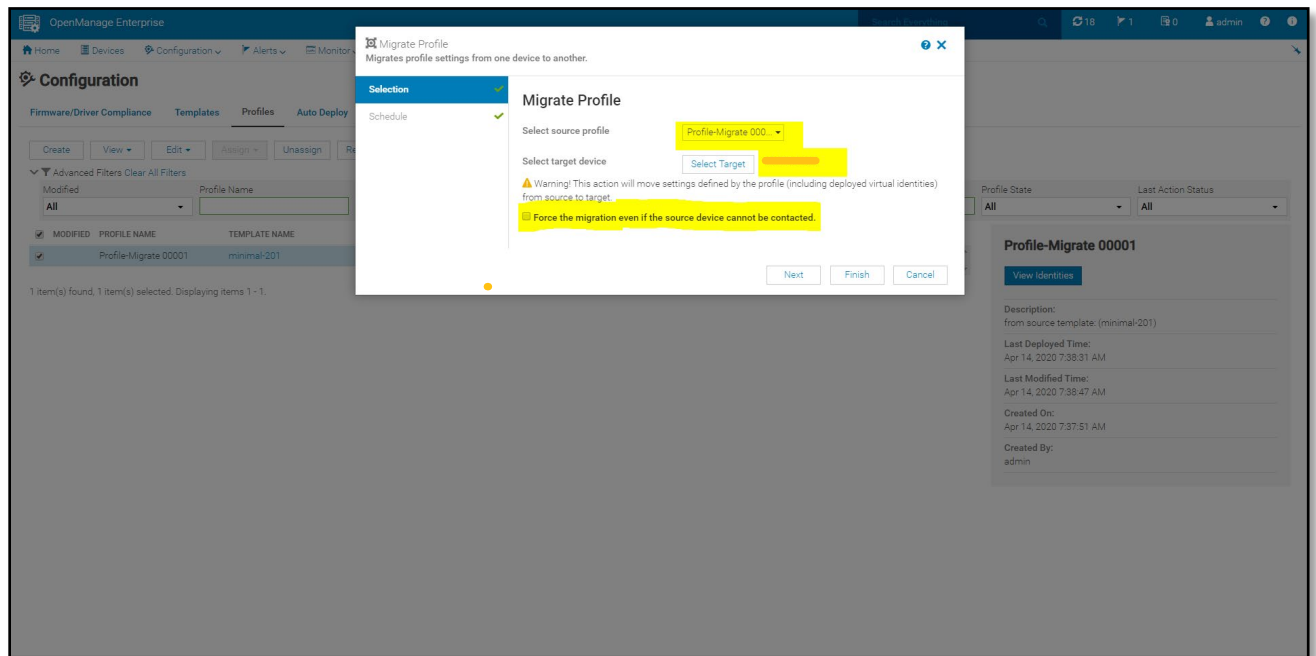 OpenManage Enterprise
Search Everything
18
1
0
admin
Home Devices Configuration Alerts Monitor
Configuration
Firmware/Driver Compliance Templates Profiles Auto Deploy
Create View Edit Assign Unassign Re
Advanced Filters Clear All Filters
Modified Profile Name
All
Profile State Last Action Status
All All
MODIFIED PROFILE NAME TEMPLATE NAME
Profile-Migrate 00001 minimal-201
1 item(s) found, 1 item(s) selected. Displaying items 1 - 1.
Migrate Profile
Migrates profile settings from one device to another.
Selection
Schedule
Migrate Profile
Select source profile Profile-Migrate 000...
Select target device Select Target
Warning! This action will move settings defined by the profile (including deployed virtual identities)
from source to target.
Force the migration even if the source device cannot be contacted.
Next Finish Cancel
Profile-Migrate 00001
View Identities
Description:
from source template: (minimal-201)
Last Deployed Time:
Apr 14, 2020 7:38:31 AM
Last Modified Time:
Apr 14, 2020 7:38:47 AM
Created On:
Apr 14, 2020 7:37:51 AM
Created By:
admin